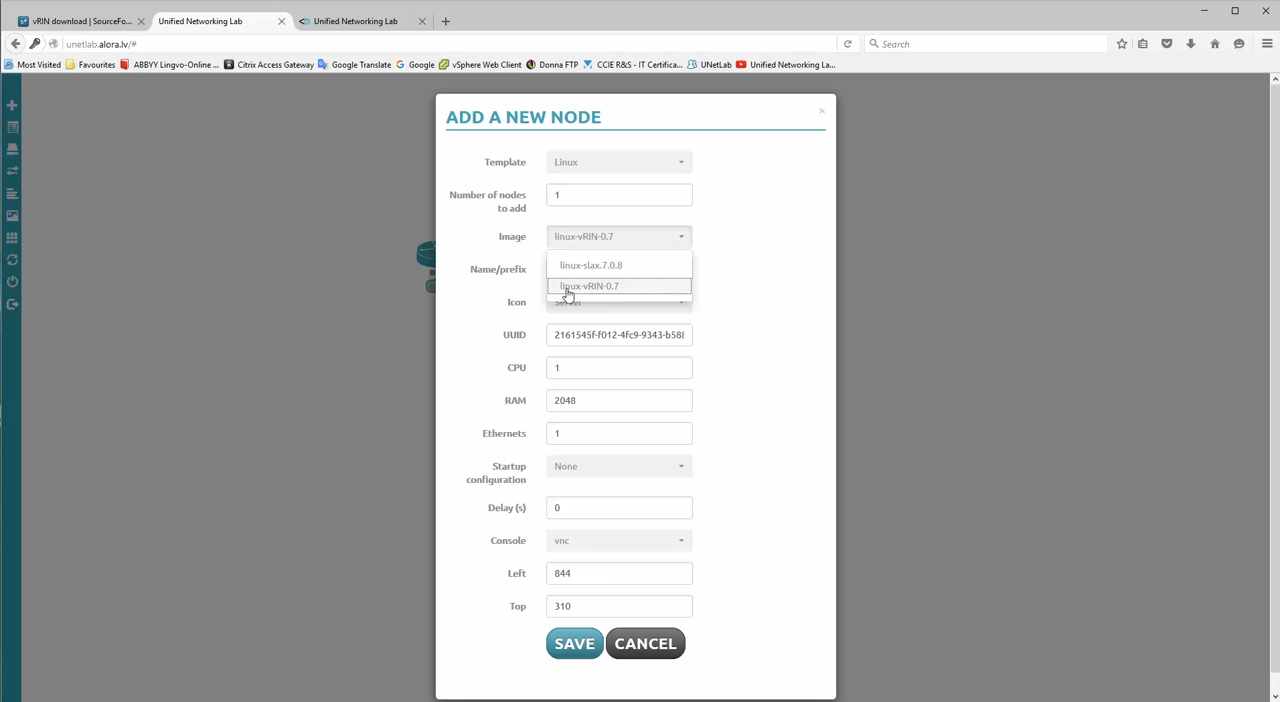 vRIN download | SourceFo...
Unified Networking Lab
Unified Networking Lab
unetlab.alora.lv/#
Search
Most Visited
Favourites
ABBYY Lingvo-Online ...
Citrix Access Gateway
Google Translate
Google
vSphere Web Client
Donna FTP
CCIE R&S - IT Certifica...
UNetLab
Unified Networking La...
ADD A NEW NODE
×
Template
Linux
Number of nodes
to add
1
Image
linux-vRIN-0.7
linux-slax.7.0.8
Name/prefix
linux-vRIN-0.7
Icon
Server
UUID
2161545f-f012-4fc9-9343-b588
CPU
1
RAM
2048
Ethernets
1
Startup
configuration
None
Delay (s)
0
Console
vnc
Left
844
Top
310
SAVE
CANCEL